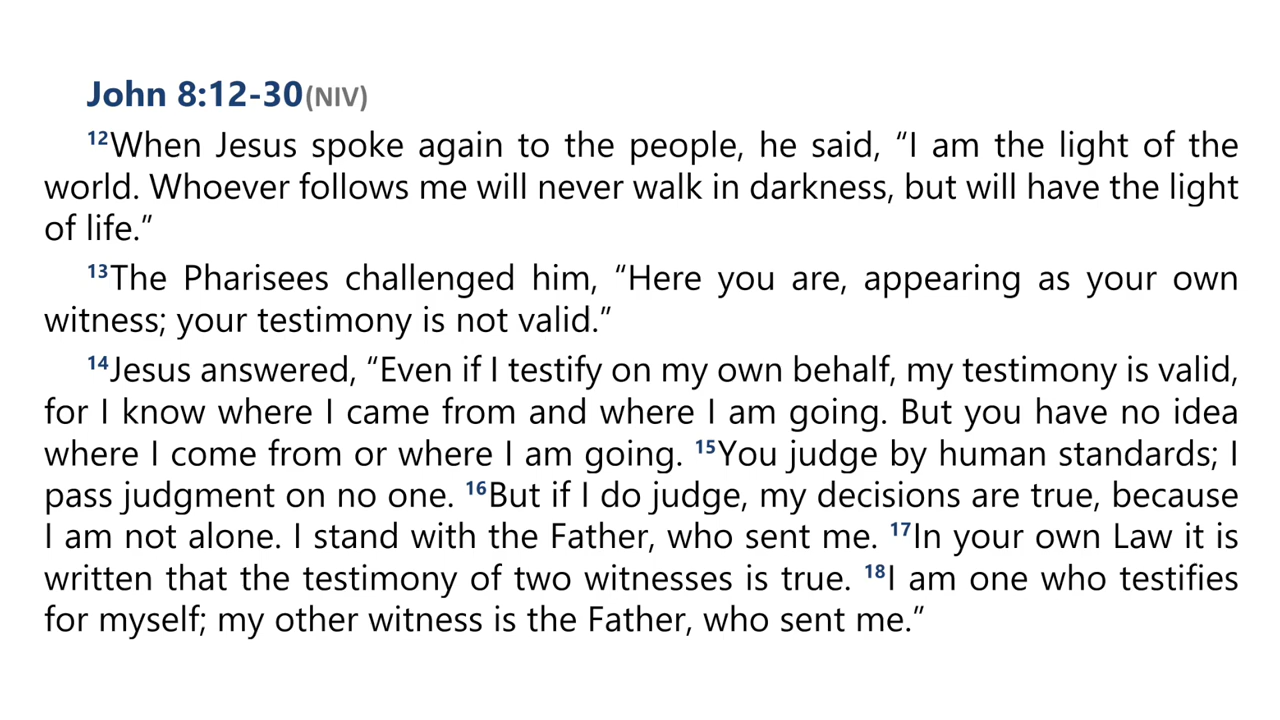 John 8:12-30(NIV)
12When Jesus spoke again to the people, he said, “I am the light of the
world. Whoever follows me will never walk in darkness, but will have the light
of life.”
13The Pharisees challenged him, “Here you are, appearing as your own
witness; your testimony is not valid.”
14Jesus answered, “Even if I testify on my own behalf, my testimony is valid,
for I know where I came from and where I am going. But you have no idea
where I come from or where I am going. 15You judge by human standards; I
pass judgment on no one. 16But if I do judge, my decisions are true, because
I am not alone. I stand with the Father, who sent me. 17In your own Law it is
written that the testimony of two witnesses is true. 18I am one who testifies
for myself; my other witness is the Father, who sent me.”